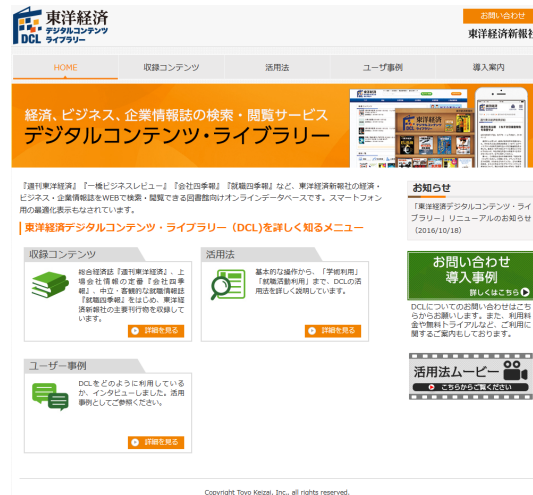 東洋経済
デジタルコンテンツ
DCL ライブラリー
お問い合わせ
東洋経済新報社
HOME
収録コンテンツ
活用法
ユーザ事例
導入案内
経済、ビジネス、企業情報誌の検索・閲覧サービス
デジタルコンテンツ・ライブラリー
『週刊東洋経済』『一橋ビジネスレビュー』『会社四季報』『就職四季報』など、東洋経済新報社の経済・
ビジネス・企業情報誌をWEBで検索・閲覧できる図書館向けオンラインデータベースです。スマートフォン
用の最適化表示もなされています。
東洋経済デジタルコンテンツ・ライブラリー（DCL)を詳しく知るメニュー
収録コンテンツ
総合経済誌『週刊東洋経済』、上
場会社情報の定番『会社四季
報』、中立・客観的な就職情報誌
『就職四季報』をはじめ、東洋経
済新報社の主要刊行物を収録して
います。
詳細を見る
活用法
基本的な操作から、「学術利用」
「就職活動利用」まで、DCLの活
用法を詳しく説明しています。
詳細を見る
ユーザー事例
DCLをどのように利用している
か、インタビューしました。活用
事例としてご参照ください。
詳細を見る
お知らせ
「東洋経済デジタルコンテンツ・ライ
ブラリー」リニューアルのお知らせ
（2016/10/18）
お問い合わせ
導入事例
詳しくはこちら
DCLについてのお問い合わせはこち
らからお願いします。また、利用料
金や無料トライアルなど、ご利用に
関するご案内もしております。
活用法ムービー
こちらからご覧ください
Copyright Toyo Keizai, Inc., all rights reserved.